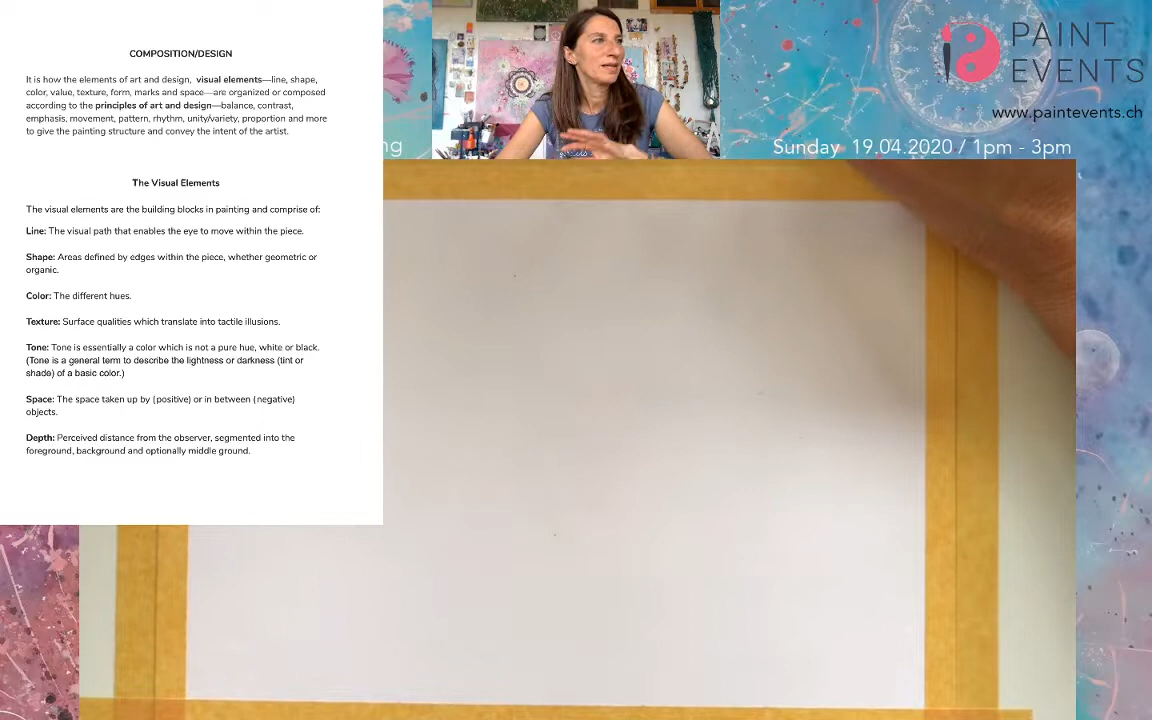 COMPOSITION/DESIGN
It is how the elements of art and design, visual elements—line, shape,
color, value, texture, form, marks and space—are organized or composed
according to the principles of art and design—balance, contrast,
emphasis, movement, pattern, rhythm, unity/variety, proportion and more
to give the painting structure and convey the intent of the artist.
The Visual Elements
The visual elements are the building blocks in painting and comprise of:
Line: The visual path that enables the eye to move within the piece.
Shape: Areas defined by edges within the piece, whether geometric or
organic.
Color: The different hues.
Texture: Surface qualities which translate into tactile illusions.
Tone: Tone is essentially a color which is not a pure hue, white or black.
(Tone is a general term to describe the lightness or darkness (tint or
shade) of a basic color.)
Space: The space taken up by (positive) or in between (negative)
objects.
Depth: Perceived distance from the observer, segmented into the
foreground, background and optionally middle ground.
ng
PAINT
EVENTS
www.paintevents.ch
Sunday 19.04.2020 / 1pm - 3pm